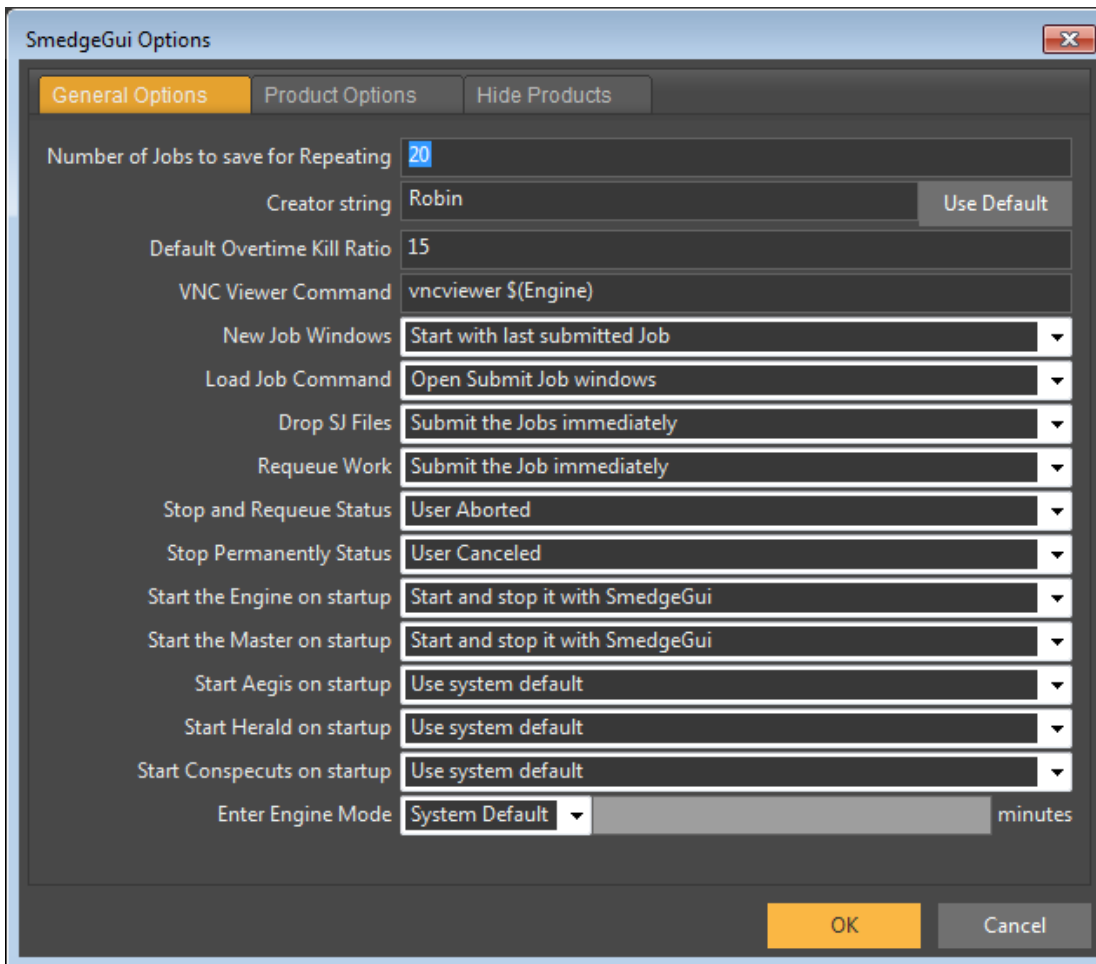 SmedgeGui Options
General Options Product Options Hide Products
Number of Jobs to save for Repeating 20
Creator string Robin Use Default
Default Overtime Kill Ratio 15
VNC Viewer Command vncviewer $(Engine)
New Job Windows Start with last submitted Job
Load Job Command Open Submit Job windows
Drop SJ Files Submit the Jobs immediately
Requeue Work Submit the Job immediately
Stop and Requeue Status User Aborted
Stop Permanently Status User Canceled
Start the Engine on startup Start and stop it with SmedgeGui
Start the Master on startup Start and stop it with SmedgeGui
Start Aegis on startup Use system default
Start Herald on startup Use system default
Start Conspecuts on startup Use system default
Enter Engine Mode System Default minutes
OK Cancel